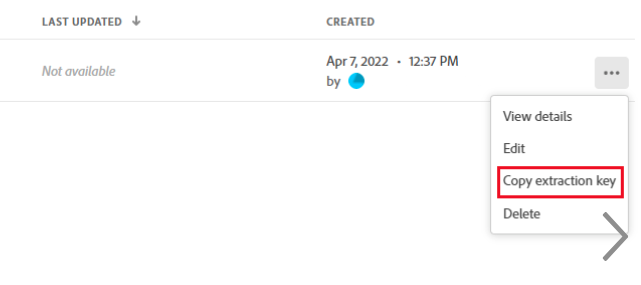 LAST UPDATED ↓ CREATED
Not available
Apr 7, 2022 • 12:37 PM
by
...
View details
Edit
Copy extraction key
Delete